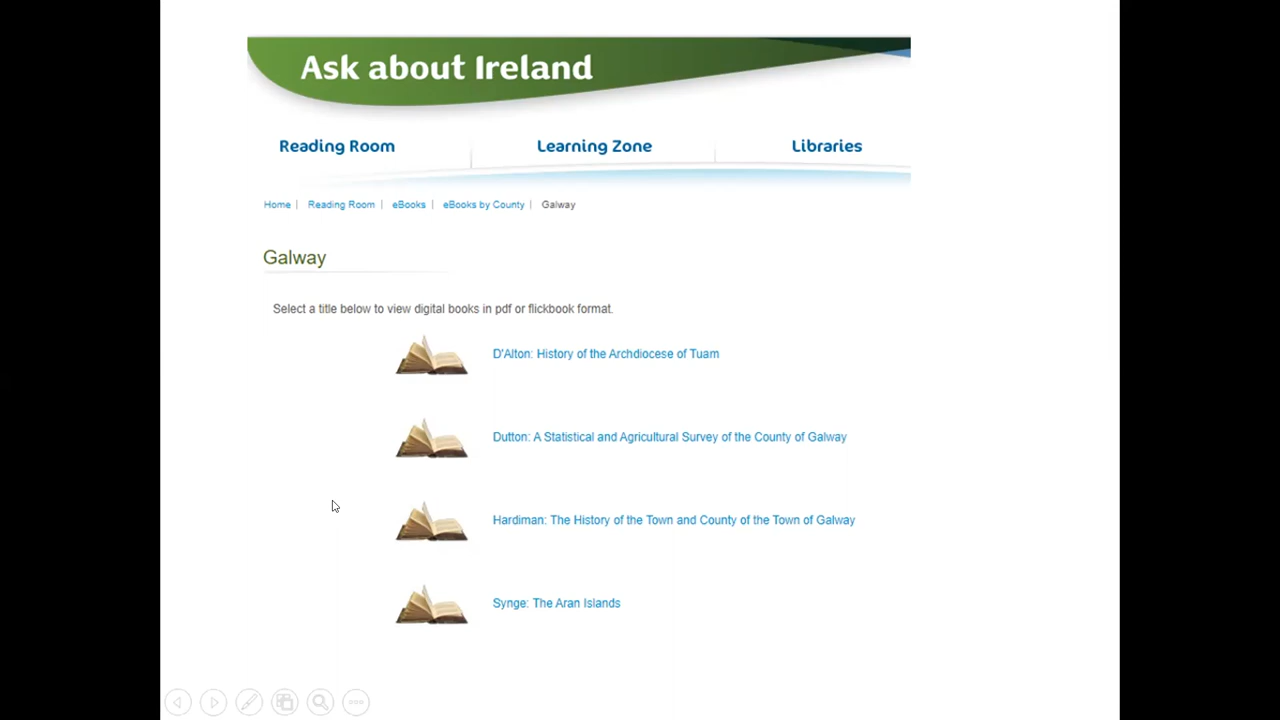 Ask about Ireland
Reading Room
Learning Zone
Libraries
Home | Reading Room | eBooks | eBooks by County | Galway
Galway
Select a title below to view digital books in pdf or flickbook format.
D'Alton: History of the Archdiocese of Tuam
Dutton: A Statistical and Agricultural Survey of the County of Galway
Hardiman: The History of the Town and County of the Town of Galway
Synge: The Aran Islands